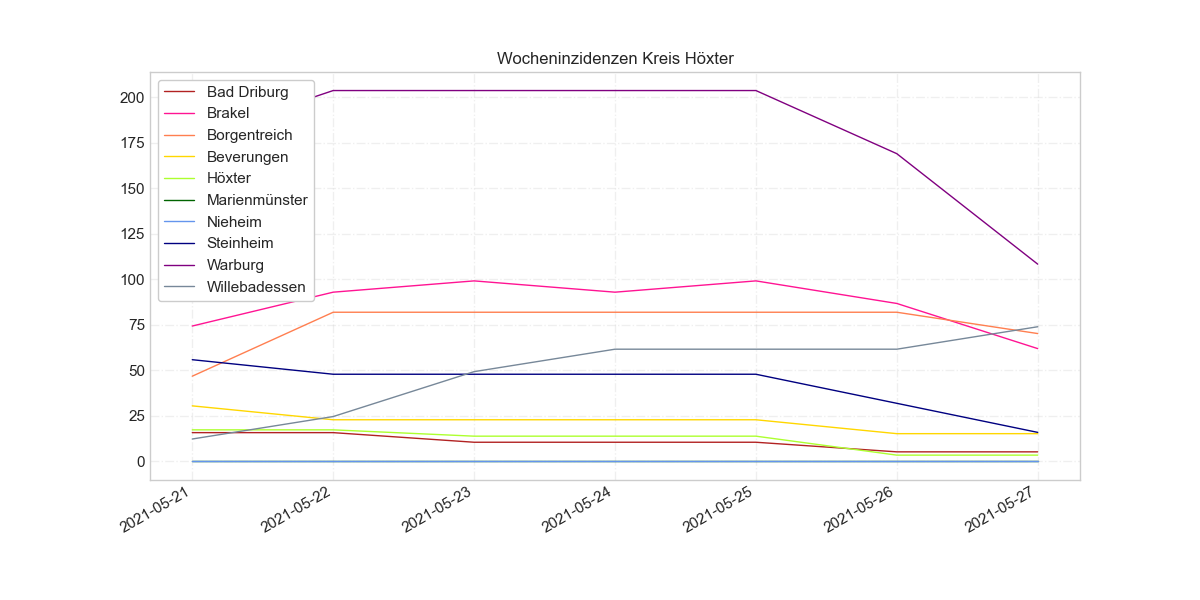 Wocheninzidenzen Kreis Höxter
Bad Driburg
Brakel
Borgentreich
Beverungen
Höxter
Marienmünster
Nieheim
Steinheim
Warburg
Willebadessen
200
175
150
125
100
75
50
25
0
2021-05-21
2021-05-22
2021-05-23
2021-05-24
2021-05-25
2021-05-26
2021-05-27